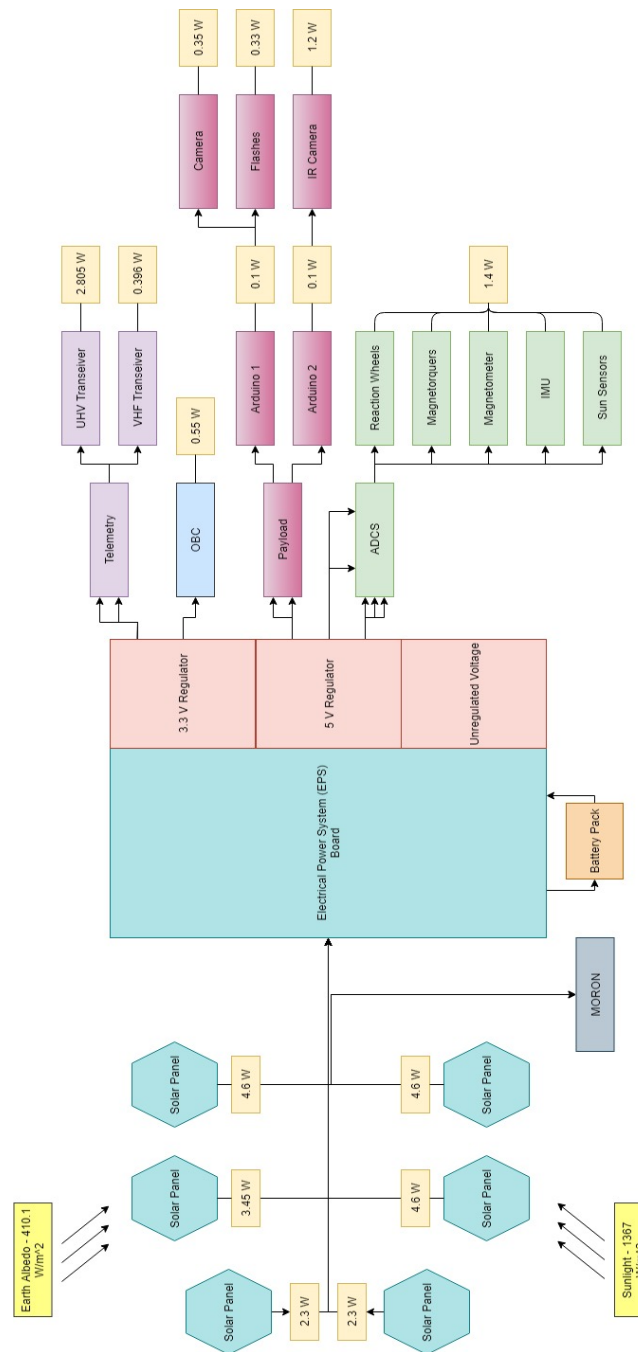 Earth Albedo - 410.1
W/m^2
Sunlight - 1367
Solar Panel
2.3 W
2.3 W
Solar Panel
Solar Panel
3.45 W
4.6 W
Solar Panel
Solar Panel
4.6 W
4.6 W
Solar Panel
MORON
Electrical Power System (EPS)
Board
Battery Pack
3.3 V Regulator
5 V Regulator
Unregulated Voltage
Telemetry
UHV Transeiver
2.805 W
VHF Transeiver
0.396 W
OBC
0.55 W
Payload
Arduino 1
0.1 W
Camera
0.35 W
Flashes
0.33 W
Arduino 2
0.1 W
IR Camera
1.2 W
ADCS
Reaction Wheels
Magnetorquers
Magnetometer
IMU
Sun Sensors
1.4 W